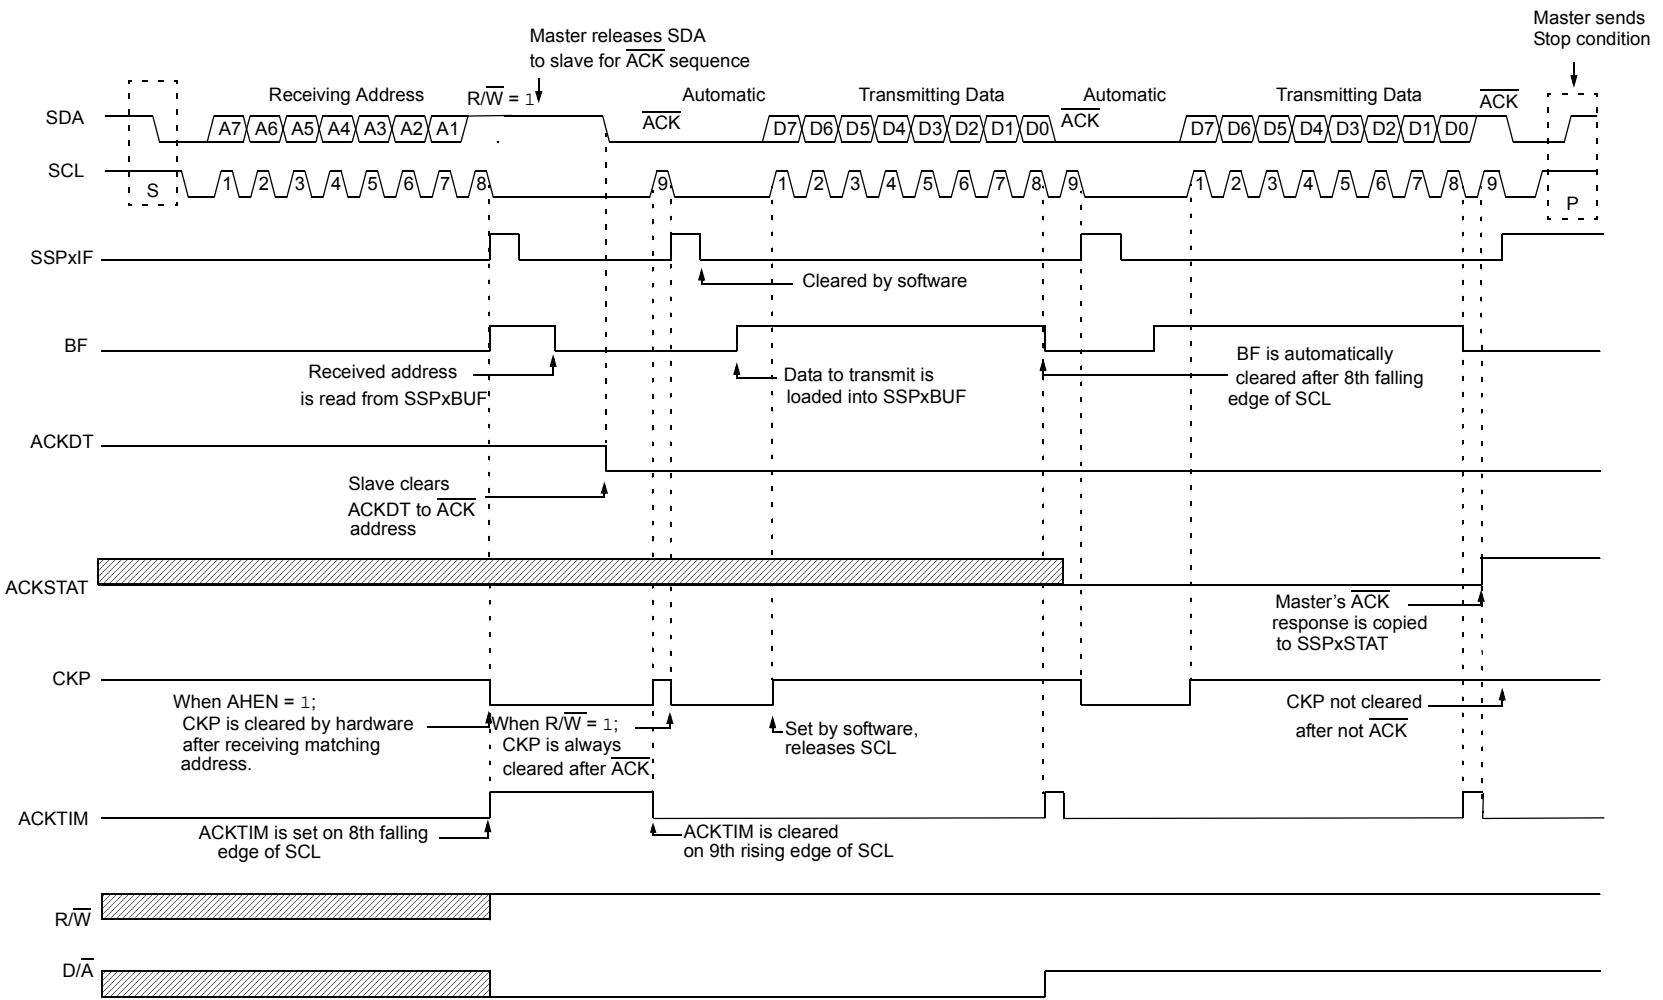 Master sends
Stop condition
Master releases SDA
to slave for A̅C̅K̅ sequence
Receiving Address
R/W̅ = 1
Automatic
Transmitting Data
Automatic
Transmitting Data
A̅C̅K̅
SDA
A7 A6 A5 A4 A3 A2 A1
A̅C̅K̅
D7 D6 D5 D4 D3 D2 D1 D0
A̅C̅K̅
D7 D6 D5 D4 D3 D2 D1 D0
SCL
S
1 2 3 4 5 6 7 8
9
1 2 3 4 5 6 7 8 9
1 2 3 4 5 6 7 8 9
P
SSPxIF
Cleared by software
BF
Received address
is read from SSPxBUF
Data to transmit is
loaded into SSPxBUF
BF is automatically
cleared after 8th falling
edge of SCL
ACKDT
Slave clears
ACKDT to A̅C̅K̅
address
ACKSTAT
Master's A̅C̅K̅
response is copied
to SSPxSTAT
CKP
When AHEN = 1;
CKP is cleared by hardware
after receiving matching
address.
When R/W̅ = 1;
CKP is always
cleared after A̅C̅K̅
Set by software,
releases SCL
CKP not cleared
after not A̅C̅K̅
ACKTIM
ACKTIM is set on 8th falling
edge of SCL
ACKTIM is cleared
on 9th rising edge of SCL
R/W̅
D/A̅